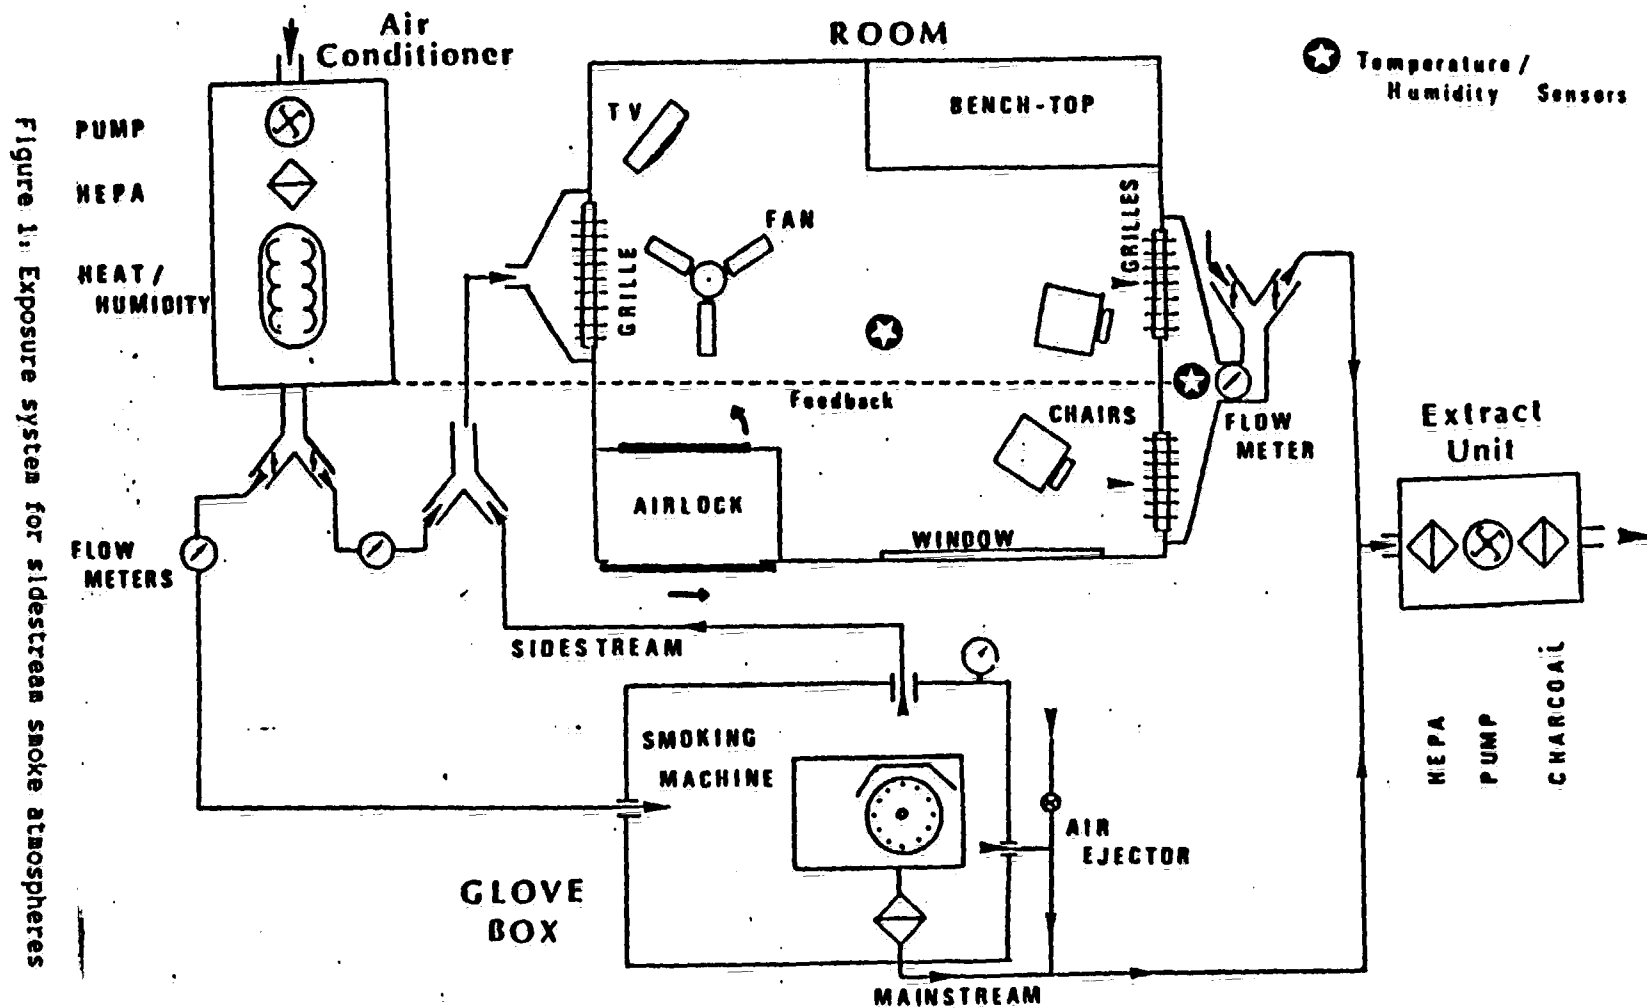 Air
Conditioner
ROOM
Temperature/
Humidity Sensors
PUMP
HEPA
HEAT/
HUMIDITY
TV
BENCH-TOP
FAN
GRILLE
GRILLES
Feedback
CHAIRS
FLOW
METER
AIRLOCK
WINDOW
FLOW
METERS
Extract
Unit
SIDESTREAM
SMOKING
MACHINE
AIR
EJECTOR
HEPA
PUMP
CHARCOAL
GLOVE
BOX
MAINSTREAM
Figure 1: Exposure system for sidestream smoke atmospheres